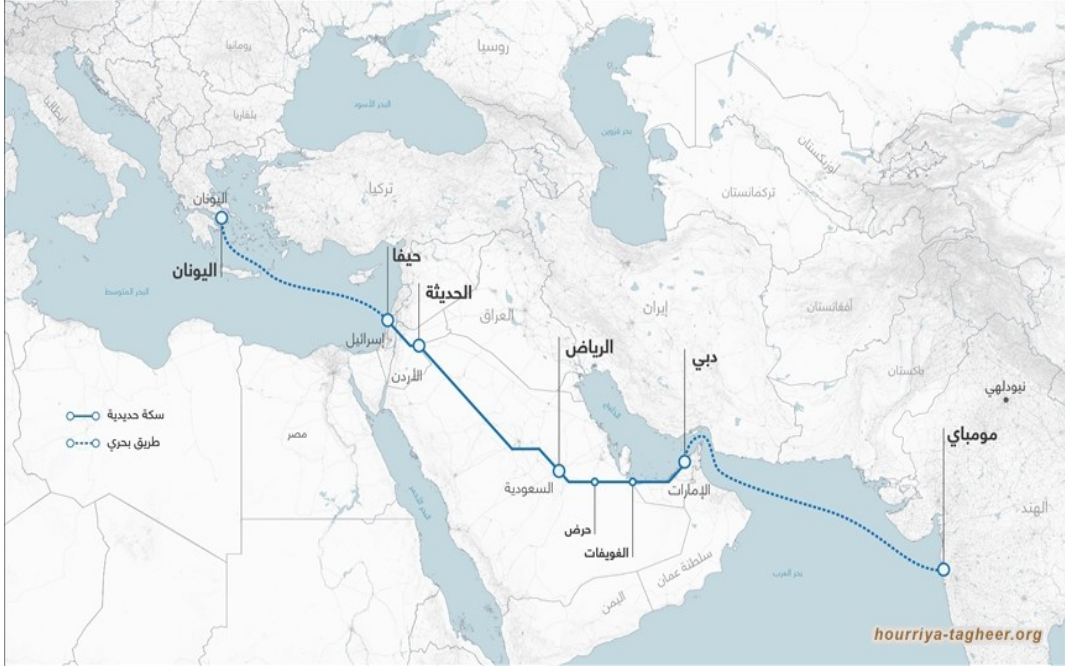 روسيا
رومانيا
إيطاليا
البحر الأسود
بلغاريا
بحر قزوين
أوزبكستان
تركمانستان
تركيا
اليونان
اليونان
حيفا
الحديثة
البحر المتوسط
العراق
إيران
أفغانستان
إسرائيل
الأردن
الرياض
دبي
باكستان
نيودلهي
الخليج
سكة حديدية
طريق بحري
مصر
مومباي
السعودية
الإمارات
الهند
البحر الأحمر
حرض
الغويفات
سلطنة عمان
بحر العرب
اليمن
hourriya-tagheer.org